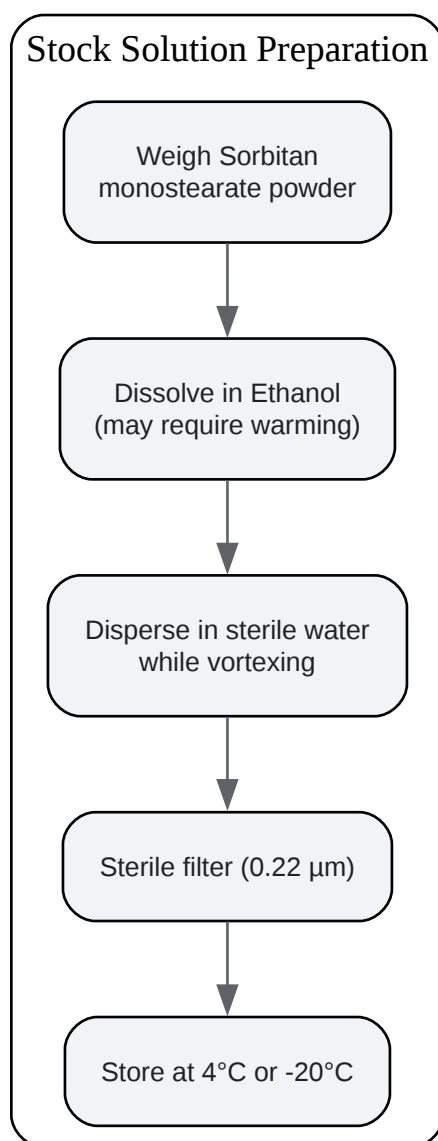 Stock Solution Preparation
Weigh Sorbitan
monostearate powder
Dissolve in Ethanol
(may require warming)
Disperse in sterile water
while vortexing
Sterile filter (0.22 µm)
Store at 4°C or -20°C